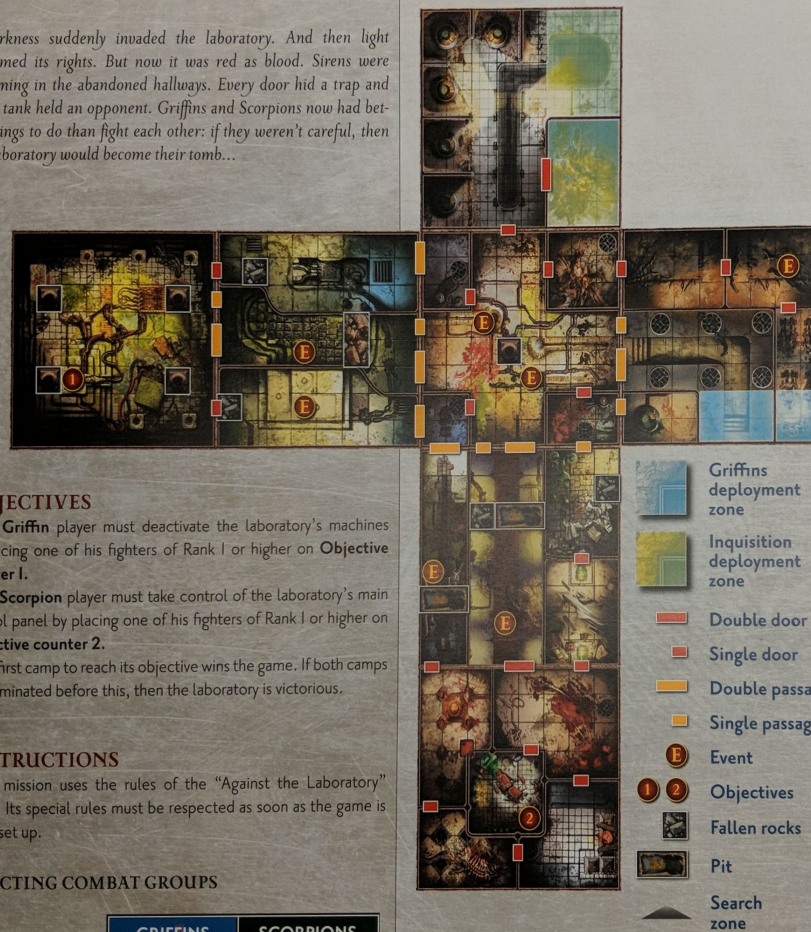 rkness suddenly invaded the laboratory. And then light
med its rights. But now it was red as blood. Sirens were
ning in the abandoned hallways. Every door hid a trap and
tank held an opponent. Griffins and Scorpions now had bet-
ings to do than fight each other: if they weren't careful, then
boratory would become their tomb...
E
1
E
E
E
E
E
E
2
JECTIVES
Griffin player must deactivate the laboratory's machines
cing one of his fighters of Rank I or higher on Objective
er I.
Scorpion player must take control of the laboratory's main
ol panel by placing one of his fighters of Rank I or higher on
ctive counter 2.
first camp to reach its objective wins the game. If both camps
minated before this, then the laboratory is victorious.
TRUCTIONS
mission uses the rules of the "Against the Laboratory"
Its special rules must be respected as soon as the game is
set up.
CTING COMBAT GROUPS
GRIFFINS SCORPIONS
Griffins
deployment
zone
Inquisition
deployment
zone
Double door
Single door
Double passa
Single passag
E Event
1 2 Objectives
Fallen rocks
Pit
Search
zone